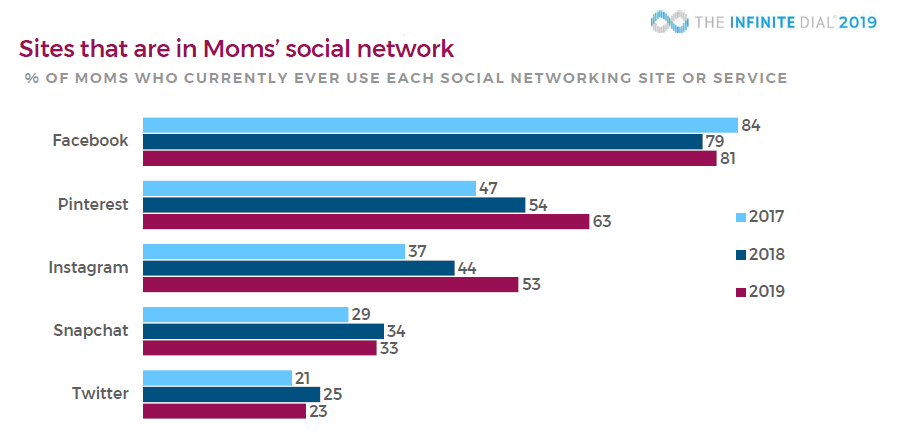 THE INFINITE DIAL® 2019
Sites that are in Moms' social network
% OF MOMS WHO CURRENTLY EVER USE EACH SOCIAL NETWORKING SITE OR SERVICE
Facebook
84
79
81
Pinterest
47
54
63
Instagram
37
44
53
Snapchat
29
34
33
Twitter
21
25
23
2017
2018
2019